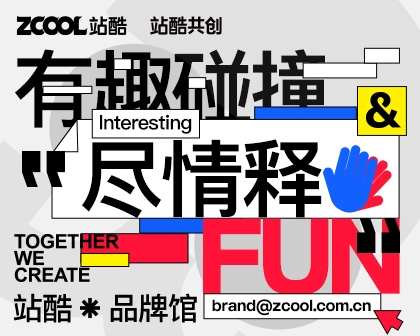 ZCOOL站酷 站酷共创
有趣碰撞
Interesting
&
"尽情释
FUN"
TOGETHER
WE
CREATE
站酷 * 品牌馆
brand@zcool.com.cn